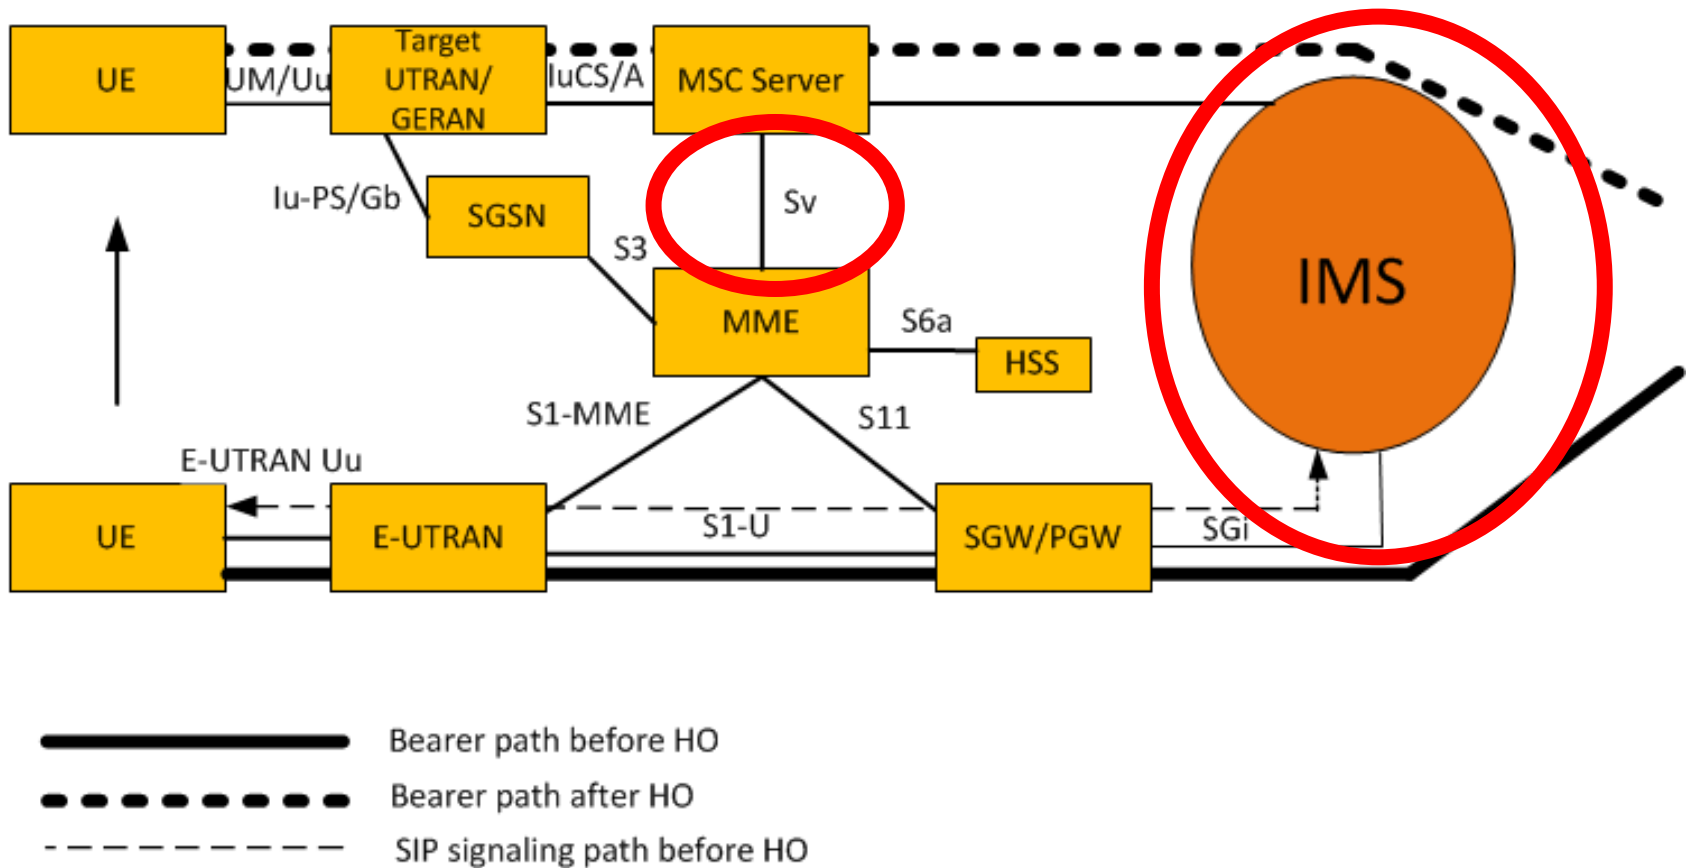 UE
UM/Uu
Target
UTRAN/
GERAN
IuCS/A
MSC Server
Iu-PS/Gb
SGSN
S3
Sv
MME
S6a
HSS
IMS
S1-MME
S11
E-UTRAN Uu
UE
E-UTRAN
S1-U
SGW/PGW
SGi
Bearer path before HO
Bearer path after HO
SIP signaling path before HO